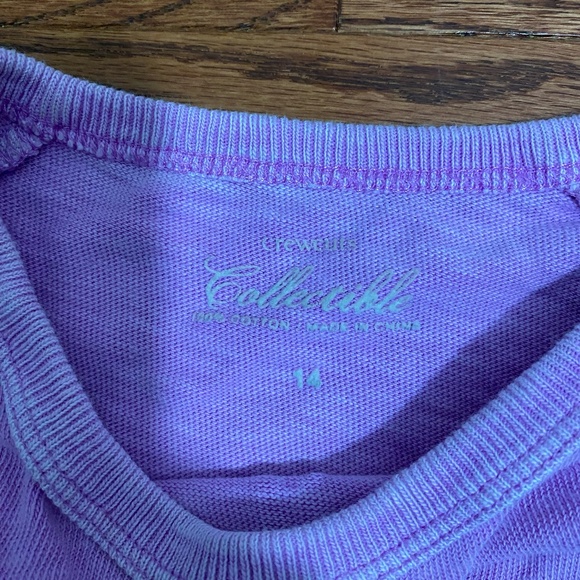 crewcuts
Collectible
100% COTTON / MADE IN CHINA
14